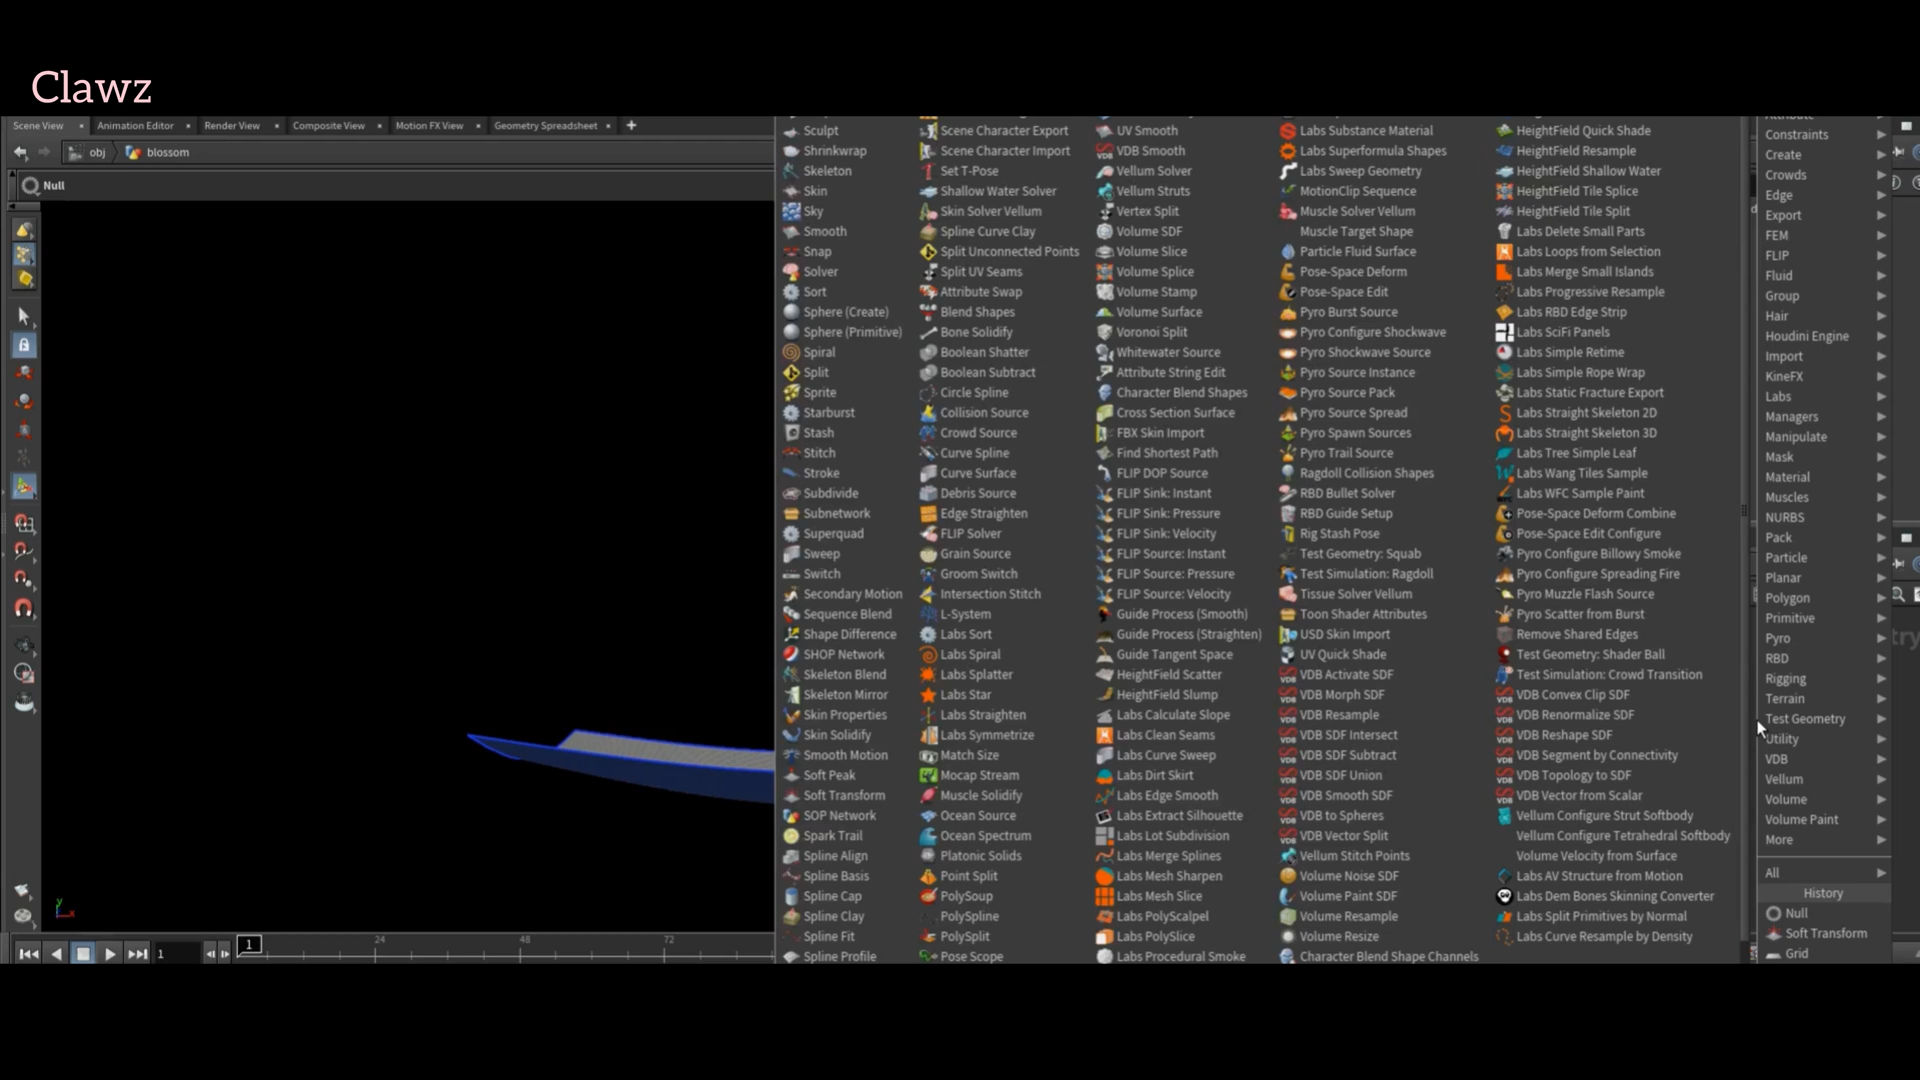 Clawz
Scene View
Animation Editor
Render View
Composite View
Motion FX View
Geometry Spreadsheet
obj
blossom
Null
Sculpt
Shrinkwrap
Skeleton
Skin
Sky
Smooth
Snap
Solver
Sort
Sphere (Create)
Sphere (Primitive)
Spiral
Split
Sprite
Starburst
Stash
Stitch
Stroke
Subdivide
Subnetwork
Superquad
Sweep
Switch
Secondary Motion
Sequence Blend
Shape Difference
SHOP Network
Skeleton Blend
Skeleton Mirror
Skin Properties
Skin Solidify
Smooth Motion
Soft Peak
Soft Transform
SOP Network
Spark Trail
Spline Align
Spline Basis
Spline Cap
Spline Clay
Spline Fit
Spline Profile
Scene Character Export
Scene Character Import
Set T-Pose
Shallow Water Solver
Skin Solver Vellum
Spline Curve Clay
Split Unconnected Points
Split UV Seams
Attribute Swap
Blend Shapes
Bone Solidify
Boolean Shatter
Boolean Subtract
Circle Spline
Collision Source
Crowd Source
Curve Spline
Curve Surface
Debris Source
Edge Straighten
FLIP Solver
Grain Source
Groom Switch
Intersection Stitch
L-System
Labs Sort
Labs Spiral
Labs Splatter
Labs Star
Labs Straighten
Labs Symmetrize
Match Size
Mocap Stream
Muscle Solidify
Ocean Source
Ocean Spectrum
Platonic Solids
Point Split
PolySoup
PolySpline
PolySplit
Pose Scope
UV Smooth
VDB Smooth
Vellum Solver
Vellum Struts
Vertex Split
Volume SDF
Volume Slice
Volume Splice
Volume Stamp
Volume Surface
Voronoi Split
Whitewater Source
Attribute String Edit
Character Blend Shapes
Cross Section Surface
FBX Skin Import
Find Shortest Path
FLIP DOP Source
FLIP Sink: Instant
FLIP Sink: Pressure
FLIP Sink: Velocity
FLIP Source: Instant
FLIP Source: Pressure
FLIP Source: Velocity
Guide Process (Smooth)
Guide Process (Straighten)
Guide Tangent Space
HeightField Scatter
HeightField Slump
Labs Calculate Slope
Labs Clean Seams
Labs Curve Sweep
Labs Dirt Skirt
Labs Edge Smooth
Labs Extract Silhouette
Labs Lot Subdivision
Labs Merge Splines
Labs Mesh Sharpen
Labs Mesh Slice
Labs PolyScalpel
Labs PolySlice
Labs Procedural Smoke
Labs Substance Material
Labs Superformula Shapes
Labs Sweep Geometry
MotionClip Sequence
Muscle Solver Vellum
Muscle Target Shape
Particle Fluid Surface
Pose-Space Deform
Pose-Space Edit
Pyro Burst Source
Pyro Configure Shockwave
Pyro Shockwave Source
Pyro Source Instance
Pyro Source Pack
Pyro Source Spread
Pyro Spawn Sources
Pyro Trail Source
Ragdoll Collision Shapes
RBD Bullet Solver
RBD Guide Setup
Rig Stash Pose
Test Geometry: Squab
Test Simulation: Ragdoll
Tissue Solver Vellum
Toon Shader Attributes
USD Skin Import
UV Quick Shade
VDB Activate SDF
VDB Morph SDF
VDB Resample
VDB SDF Intersect
VDB SDF Subtract
VDB SDF Union
VDB Smooth SDF
VDB to Spheres
VDB Vector Split
Vellum Stitch Points
Volume Noise SDF
Volume Paint SDF
Volume Resample
Volume Resize
Character Blend Shape Channels
HeightField Quick Shade
HeightField Resample
HeightField Shallow Water
HeightField Tile Splice
HeightField Tile Split
Labs Delete Small Parts
Labs Loops from Selection
Labs Merge Small Islands
Labs Progressive Resample
Labs RBD Edge Strip
Labs SciFi Panels
Labs Simple Retime
Labs Simple Rope Wrap
Labs Static Fracture Export
Labs Straight Skeleton 2D
Labs Straight Skeleton 3D
Labs Tree Simple Leaf
Labs Wang Tiles Sample
Labs WFC Sample Paint
Pose-Space Deform Combine
Pose-Space Edit Configure
Pyro Configure Billowy Smoke
Pyro Configure Spreading Fire
Pyro Muzzle Flash Source
Pyro Scatter from Burst
Remove Shared Edges
Test Geometry: Shader Ball
Test Simulation: Crowd Transition
VDB Convex Clip SDF
VDB Renormalize SDF
VDB Reshape SDF
VDB Segment by Connectivity
VDB Topology to SDF
VDB Vector from Scalar
Vellum Configure Strut Softbody
Vellum Configure Tetrahedral Softbody
Volume Velocity from Surface
Labs AV Structure from Motion
Labs Dem Bones Skinning Converter
Labs Split Primitives by Normal
Labs Curve Resample by Density
Attribute
Constraints
Create
Crowds
Edge
Export
FEM
FLIP
Fluid
Group
Hair
Houdini Engine
Import
KineFX
Labs
Managers
Manipulate
Mask
Material
Muscles
NURBS
Pack
Particle
Planar
Polygon
Primitive
Pyro
RBD
Rigging
Terrain
Test Geometry
Utility
VDB
Vellum
Volume
Volume Paint
More
All
History
Null
Soft Transform
Grid
y
x
1
1
24
48
72